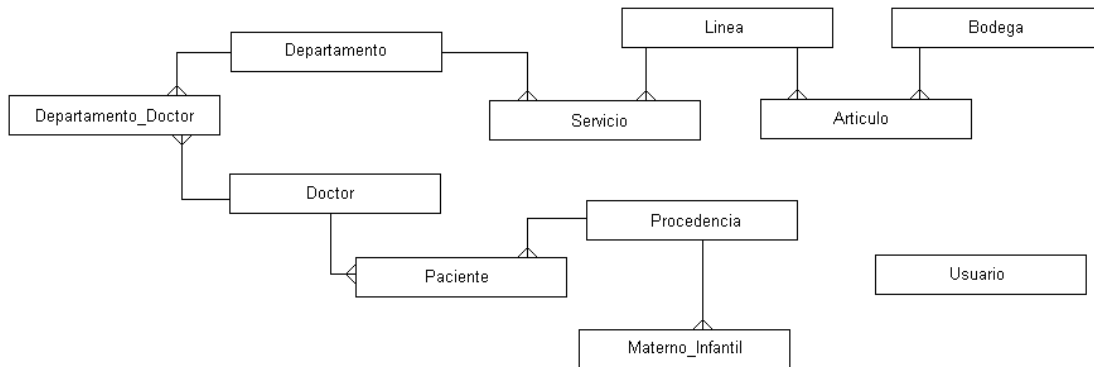 Linea
Bodega
Departamento
Departamento_Doctor
Servicio
Articulo
Doctor
Procedencia
Paciente
Usuario
Materno_Infantil